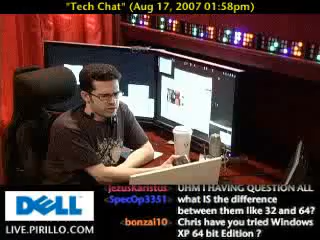 "Tech Chat" (Aug 17, 2007 01:58pm)
<jezuskaristus> UHM I HAVING QUESTION ALL
<SpecOp3351> what IS the difference
between them like 32 and 64?
<bonzai10> Chris have you tried Windows
XP 64 bit Edition ?
DELL
LIVE.PIRILLO.COM